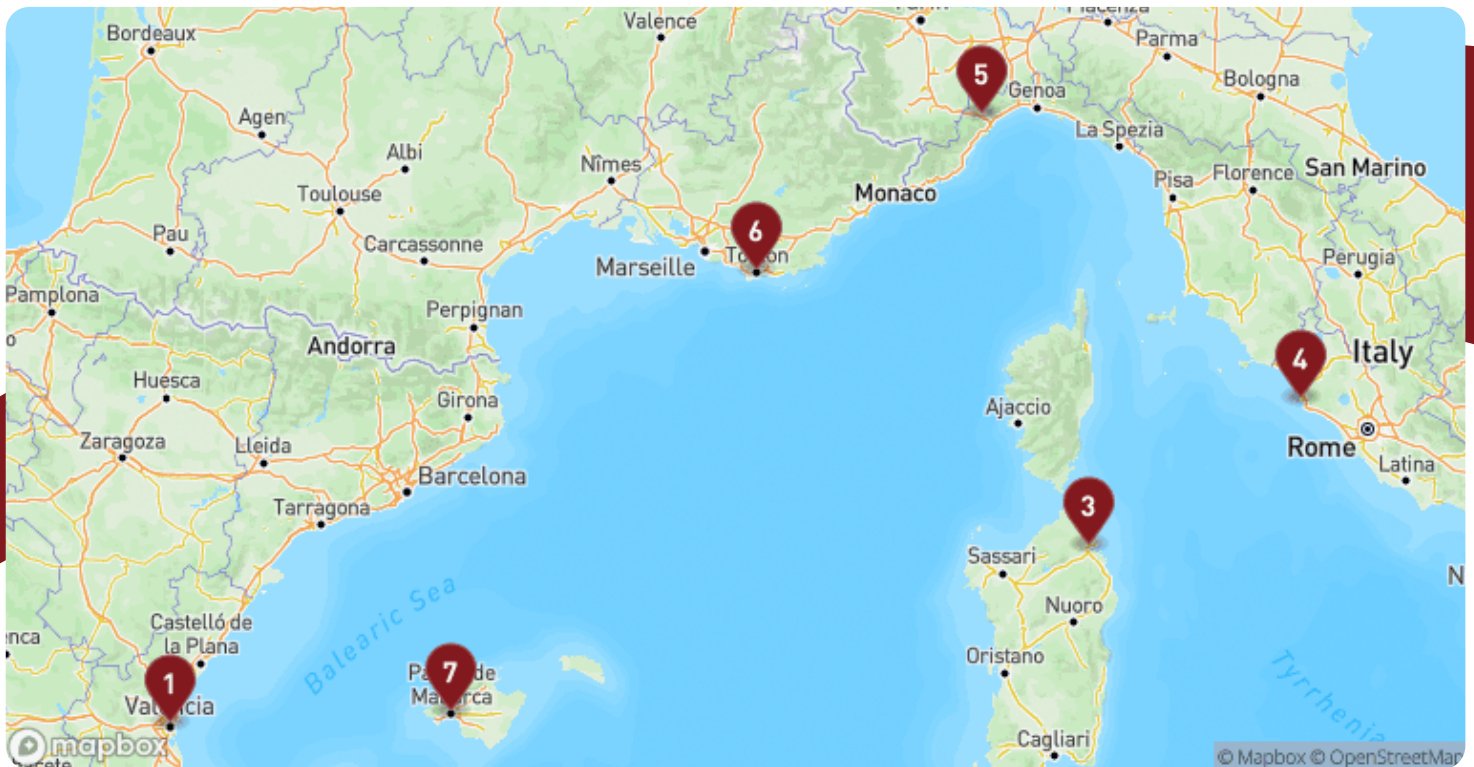 Bordeaux
Valence
Parma
Bologna
5
Genoa
Agen
La Spezia
Albi
Nîmes
San Marino
Florence
Pisa
Toulouse
Monaco
6
Pau
Carcassonne
Marseille
Perugia
Pamplona
Perpignan
Andorra
4
Italy
Huesca
Girona
Ajaccio
Zaragoza
Lleida
Rome
Latina
Barcelona
Tarragona
3
Sassari
Balearic Sea
Nuoro
Castelló de
la Plana
Oristano
7
1
Cagliari
mapbox
© Mapbox © OpenStreetMap